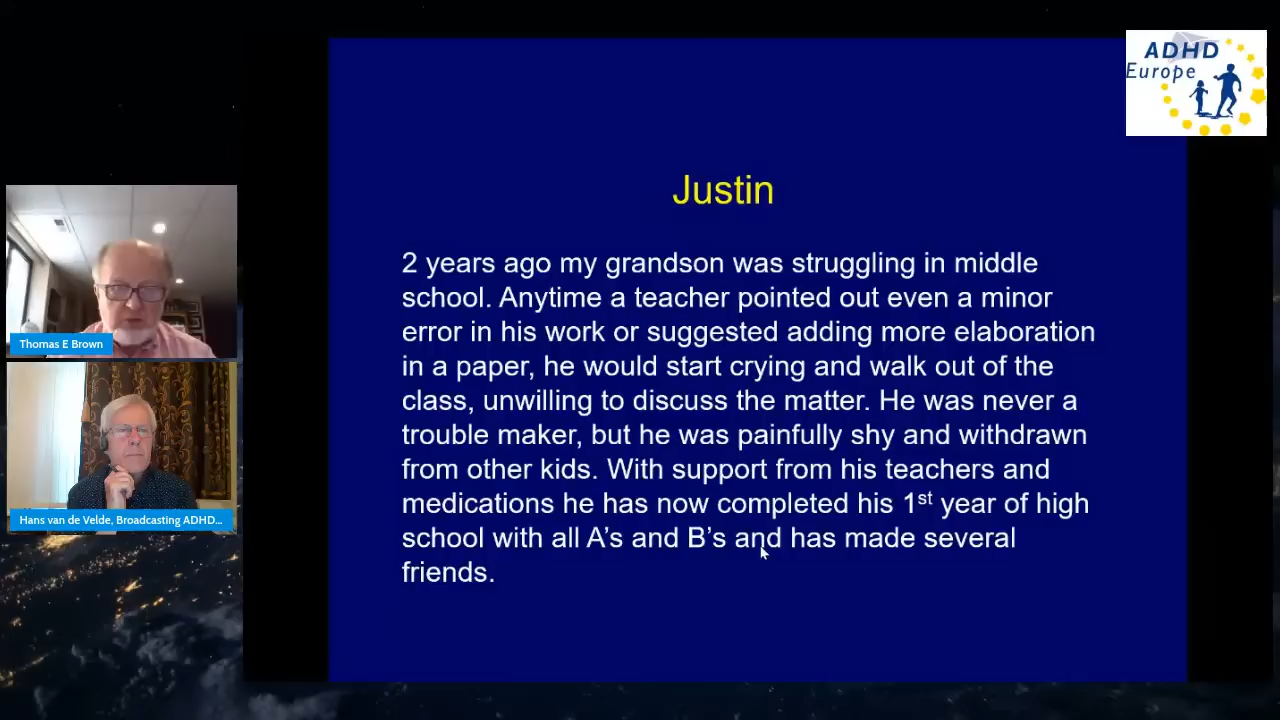 ADHD
Europe
Justin
2 years ago my grandson was struggling in middle
school. Anytime a teacher pointed out even a minor
error in his work or suggested adding more elaboration
in a paper, he would start crying and walk out of the
class, unwilling to discuss the matter. He was never a
trouble maker, but he was painfully shy and withdrawn
from other kids. With support from his teachers and
medications he has now completed his 1st year of high
school with all A's and B's and has made several
friends.
Thomas E Brown
Hans van de Velde, Broadcasting ADHD...